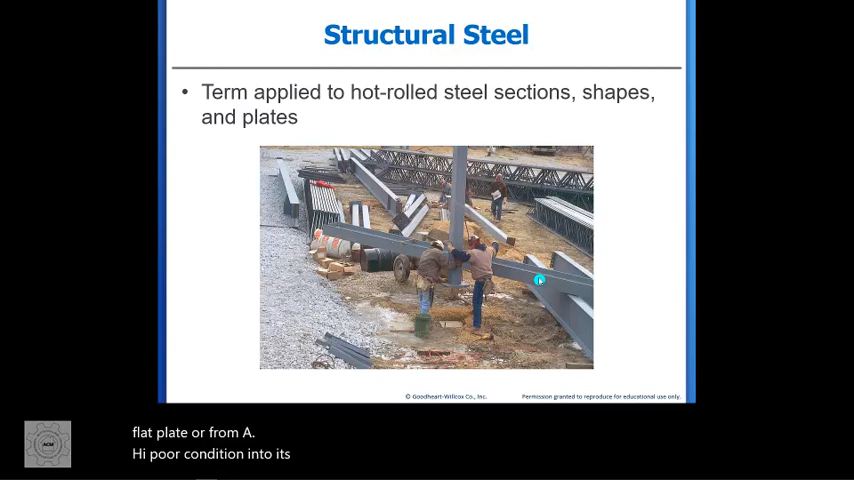 Structural Steel
• Term applied to hot-rolled steel sections, shapes,
and plates
© Goodheart-Willcox Co., Inc. Permission granted to reproduce for educational use only.
flat plate or from A.
Hi poor condition into its
ACM